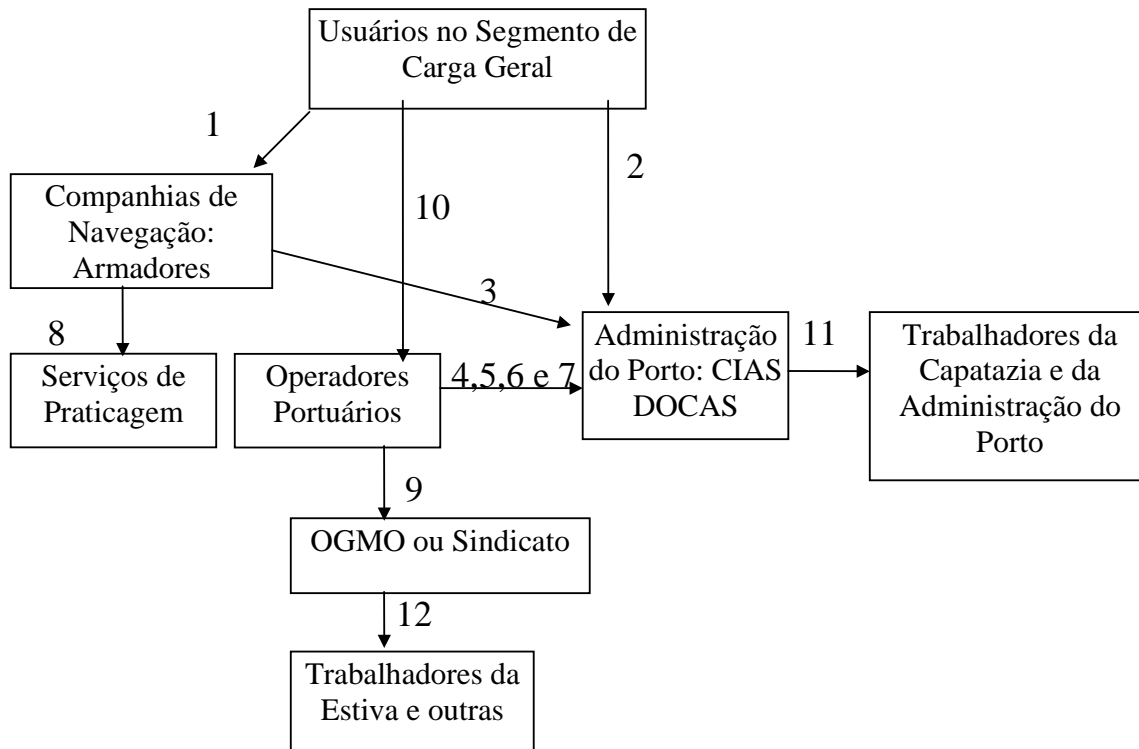 Usuários no Segmento de
Carga Geral
1
2
10
Companhias de
Navegação:
Armadores
3
8
Serviços de
Praticagem
Operadores
Portuários
4,5,6 e 7
Administração
do Porto: CIAS
DOCAS
11
Trabalhadores da
Capatazia e da
Administração do
Porto
9
OGMO ou Sindicato
12
Trabalhadores da
Estiva e outras